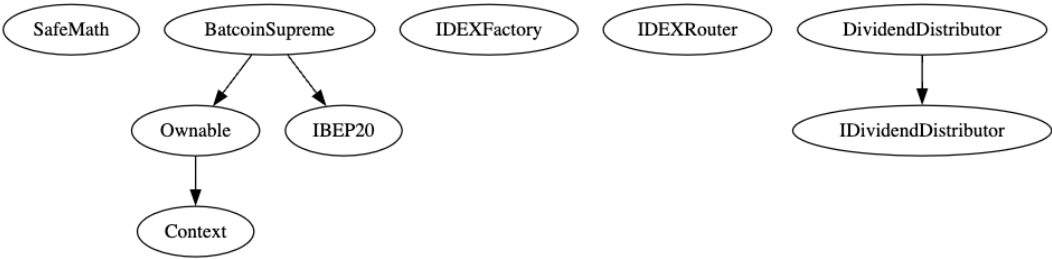 SafeMath
BatcoinSupreme
IDEXFactory
IDEXRouter
DividendDistributor
Ownable
IBEP20
IDividendDistributor
Context